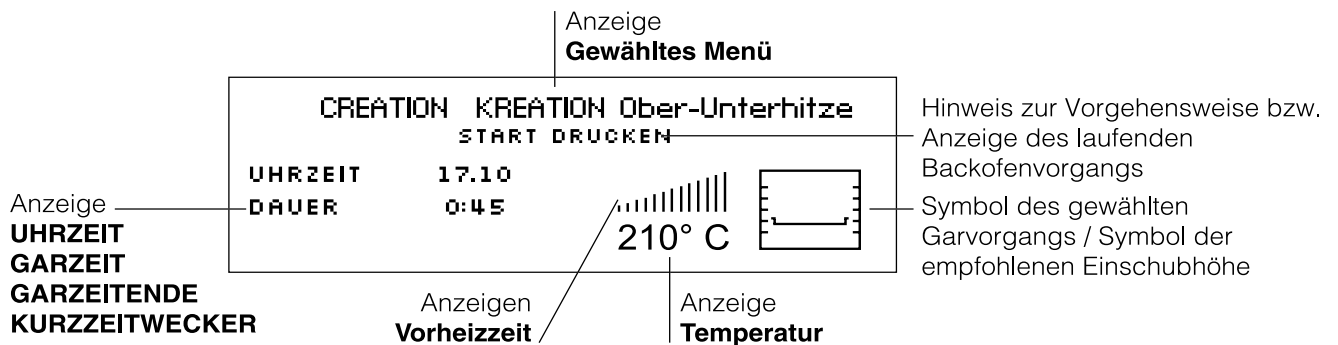 Anzeige
Gewähltes Menü
CREATION KREATION Ober-Unterhitze
START DRUCKEN
UHRZEIT 17.10
DAUER 0:45
210° C
Hinweis zur Vorgehensweise bzw.
Anzeige des laufenden
Backofenvorgangs
Symbol des gewählten
Garvorgangs / Symbol der
empfohlenen Einschubhöhe
Anzeige
UHRZEIT
GARZEIT
GARZEITENDE
KURZZEITWECKER
Anzeigen
Vorheizzeit
Anzeige
Temperatur